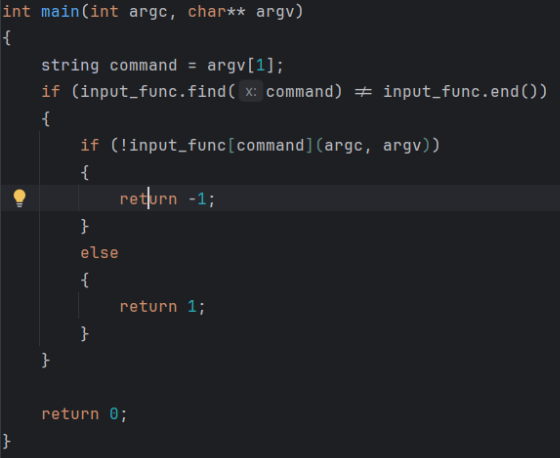 int main(int argc, char** argv)
{
    string command = argv[1];
    if (input_func.find( x: command) ≠ input_func.end())
    {
        if (!input_func[command](argc, argv))
        {
            return -1;
        }
        else
        {
            return 1;
        }
    }

    return 0;
}